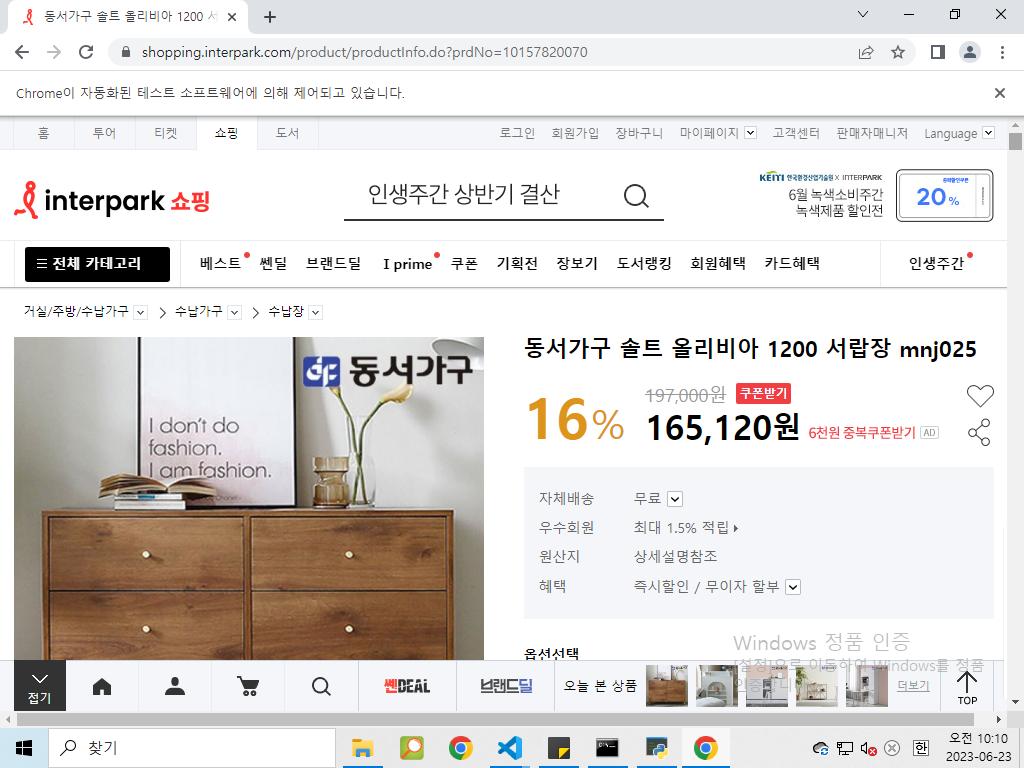 동서가구 솔트 올리비아 1200 서
shopping.interpark.com/product/productInfo.do?prdNo=10157820070
Chrome이 자동화된 테스트 소프트웨어에 의해 제어되고 있습니다.
홈 투어 티켓 쇼핑 도서 로그인 회원가입 장바구니 마이페이지 고객센터 판매자매니저 Language
interpark 쇼핑
인생주간 상반기 결산
KEITI 한국환경산업기술원 X INTERPARK
6월 녹색소비주간
녹색제품 할인전
중복할인쿠폰
20%
전체 카테고리 베스트 쎈딜 브랜드딜 I prime 쿠폰 기획전 장보기 도서랭킹 회원혜택 카드혜택 인생주간
거실/주방/수납가구 수납가구 수납장
동서가구
I don't do
fashion.
I am fashion.
동서가구 솔트 올리비아 1200 서랍장 mnj025
16% 197,000원 쿠폰받기
165,120원 6천원 중복쿠폰받기 AD
자체배송 무료
우수회원 최대 1.5% 적립
원산지 상세설명참조
혜택 즉시할인 / 무이자 할부
옵션선택
Windows 정품 인증
[설정]으로 이동하여 Windows를 정품
접기
쎈DEAL
브랜드딜
오늘 본 상품
더보기
TOP
찾기
한
오전 10:10
2023-06-23